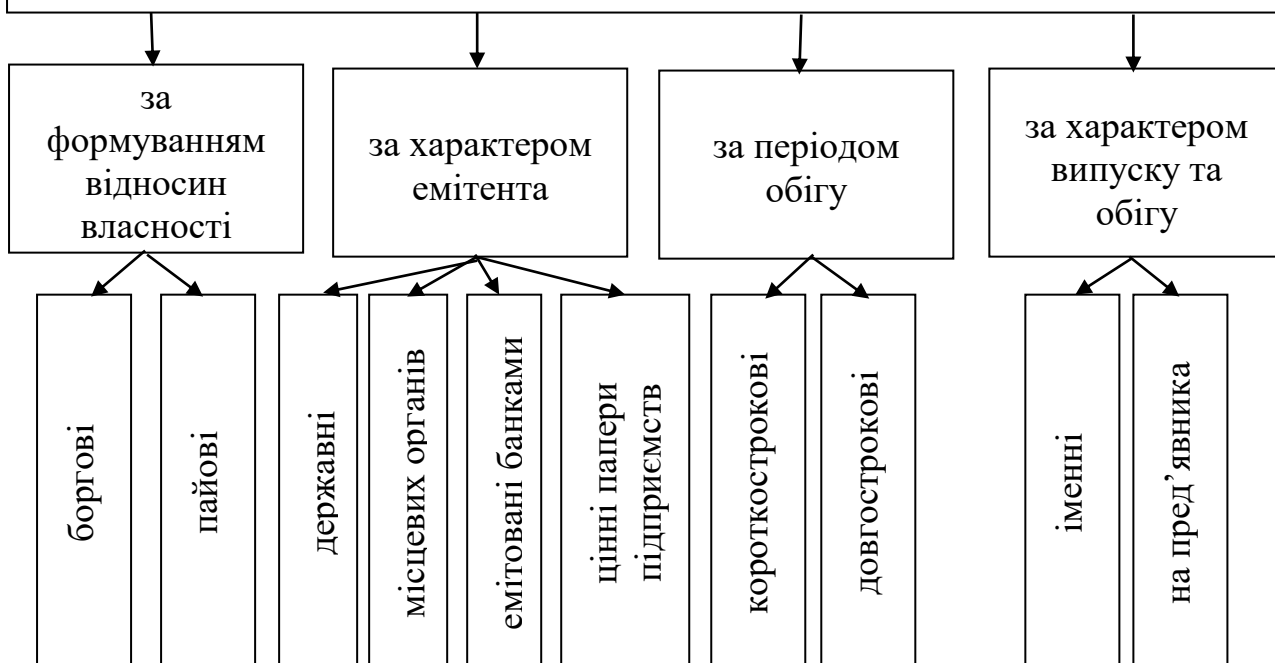 за
формуванням
відносин
власності
за характером
емітента
за періодом
обігу
за характером
випуску та
обігу
боргові
пайові
державні
місцевих органів
емітовані банками
цінні папери
підприємств
короткострокові
довгострокові
іменні
на пред’явника